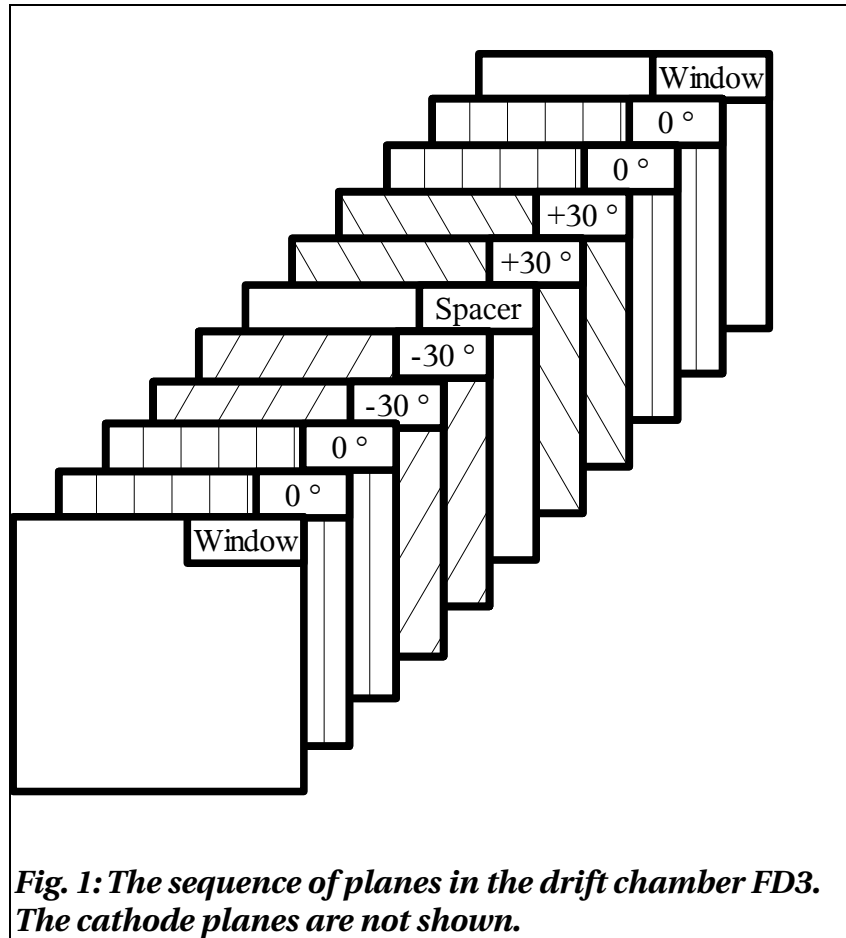 Window
0 °
0 °
+30 °
+30 °
Spacer
-30 °
-30 °
0 °
0 °
Window
Fig. 1: The sequence of planes in the drift chamber FD3.
The cathode planes are not shown.